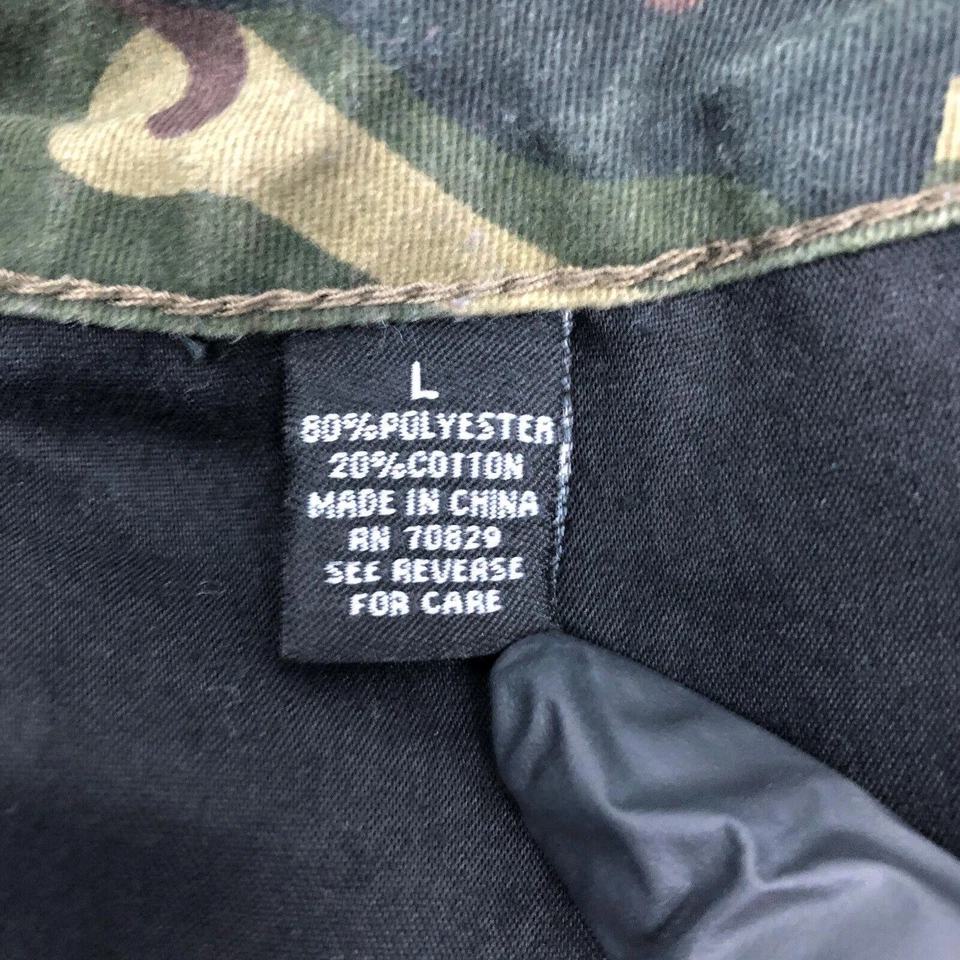 L
80%POLYESTER
20%COTTON
MADE IN CHINA
RN 70829
SEE REVERSE
FOR CARE